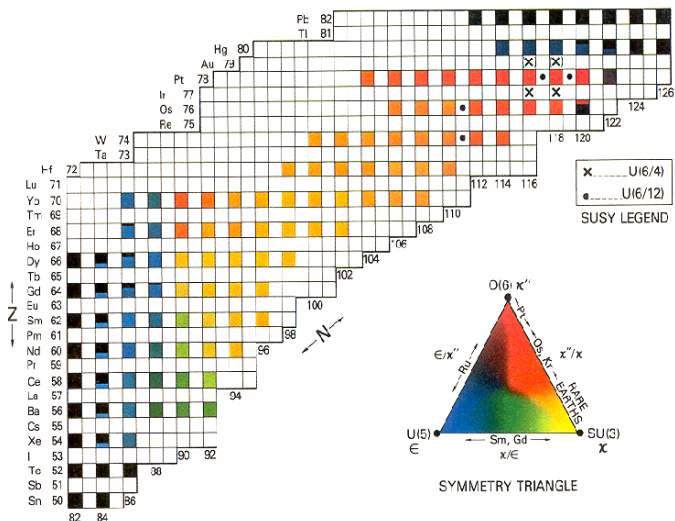 Pb 82
Tl 81
Hg 80
Au 79
Pt 73
Ir 77
Os 76
Re 75
W 74
Ta 73
Hf 72
Lu 71
Yb 70
Tm 69
Er 68
Ho 67
Dy 66
Tb 65
Gd 64
Eu 63
Sm 62
Pm 61
Nd 60
Pr 59
Ce 58
La 57
Ba 56
Cs 55
Xe 54
I 53
Te 52
Sb 51
Sn 50
Z
N
82 84 86 88 90 92 94 96 98 100 102 104 106 108 110 112 114 116 118 120 122 124 126
× U(6/4)
• U(6/12)
SUSY LEGEND
O(6) ϰ″
Pt
Os, Kr
ϰ″/ϰ
RARE EARTHS
Ru
∈/ϰ″
U(5)
∈
Sm, Gd
ϰ/∈
SU(3)
ϰ
SYMMETRY TRIANGLE